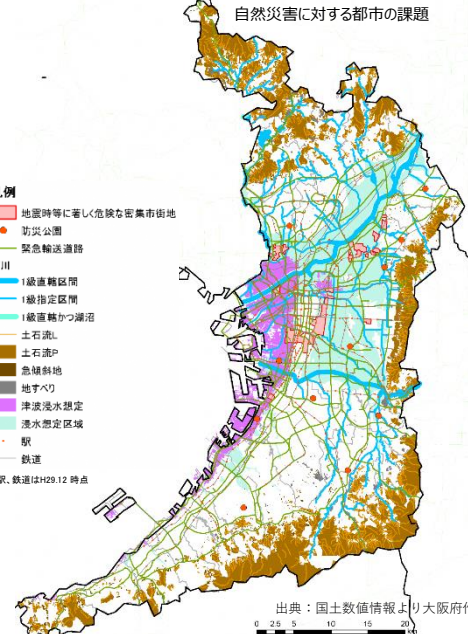 自然災害に対する都市の課題
例
地震時等に著しく危険な密集市街地
防災公園
緊急輸送道路
川
1級直轄区間
1級指定区間
1級直轄かつ湖沼
土石流L
土石流P
急傾斜地
地すべり
津波浸水想定
浸水想定区域
駅
鉄道
駅、鉄道はH29.12 時点
出典：国土数値情報より大阪府作
0 2.5 5 10 15 20